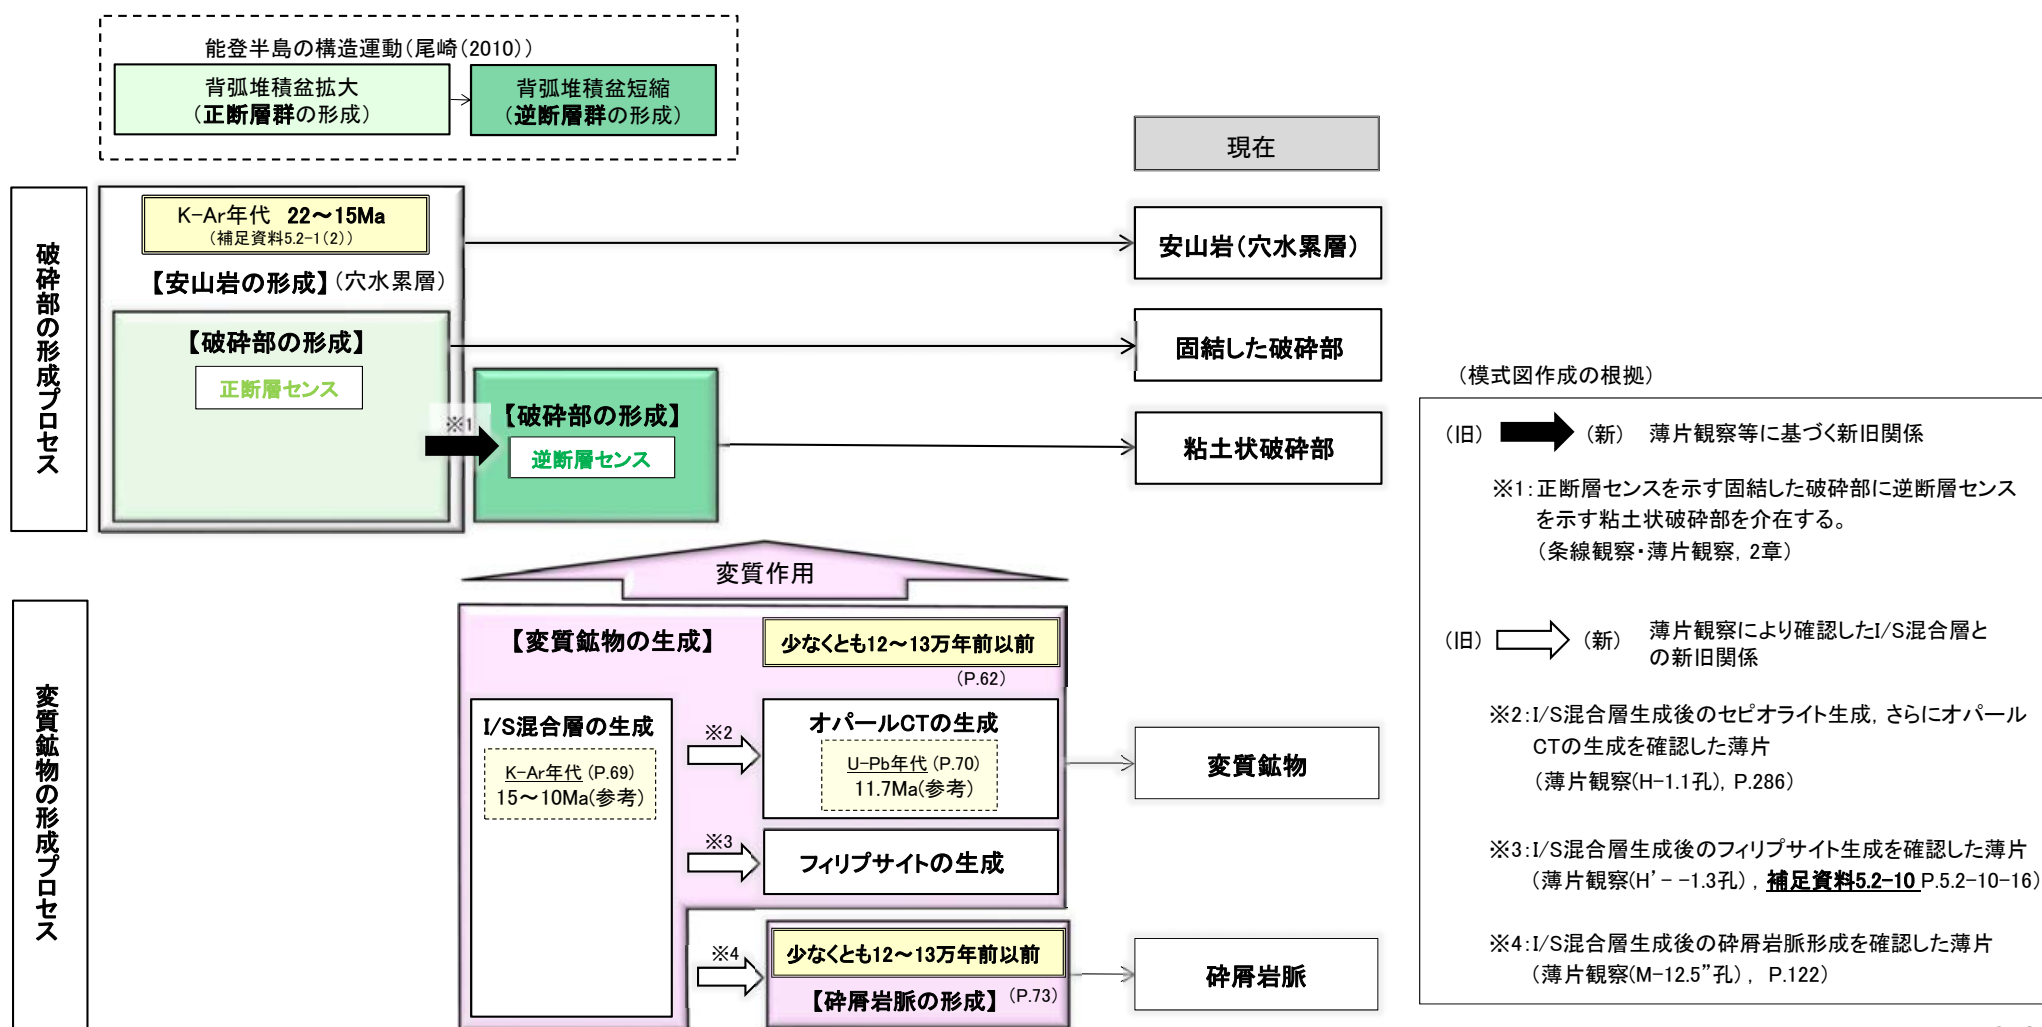 能登半島の構造運動(尾崎(2010))
背弧堆積盆拡大
(正断層群の形成)
背弧堆積盆短縮
(逆断層群の形成)
現在
破砕部の形成プロセス
K-Ar年代 22～15Ma
(補足資料5.2-1(2))
【安山岩の形成】(穴水累層)
安山岩(穴水累層)
【破砕部の形成】
正断層センス
固結した破砕部
※1
【破砕部の形成】
逆断層センス
粘土状破砕部
変質作用
変質鉱物の形成プロセス
【変質鉱物の生成】
少なくとも12～13万年前以前
(P.62)
I/S混合層の生成
K-Ar年代 (P.69)
15～10Ma(参考)
※2
オパールCTの生成
U-Pb年代 (P.70)
11.7Ma(参考)
変質鉱物
※3
フィリプサイトの生成
※4
少なくとも12～13万年前以前
【砕屑岩脈の形成】(P.73)
砕屑岩脈
(模式図作成の根拠)
(旧) (新) 薄片観察等に基づく新旧関係
※1:正断層センスを示す固結した破砕部に逆断層センス
を示す粘土状破砕部を介在する。
(条線観察・薄片観察, 2章)
(旧) (新) 薄片観察により確認したI/S混合層と
の新旧関係
※2:I/S混合層生成後のセピオライト生成, さらにオパール
CTの生成を確認した薄片
(薄片観察(H-1.1孔), P.286)
※3:I/S混合層生成後のフィリプサイト生成を確認した薄片
(薄片観察(H’- -1.3孔), 補足資料5.2-10 P.5.2-10-16)
※4:I/S混合層生成後の砕屑岩脈形成を確認した薄片
(薄片観察(M-12.5”孔), P.122)